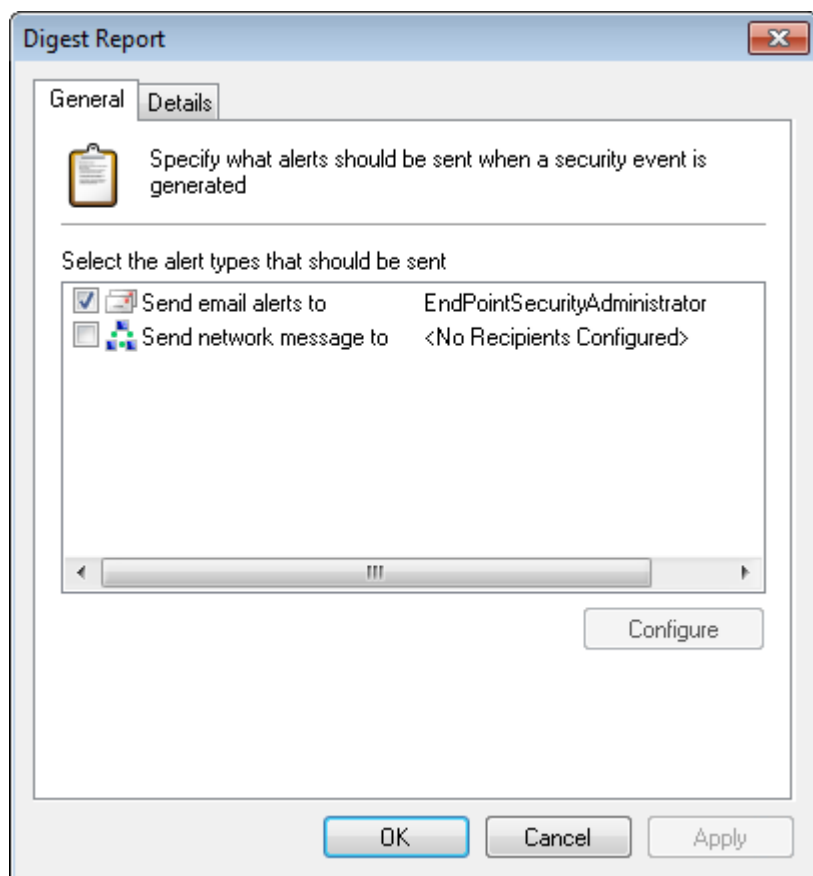 Digest Report
General
Details
Specify what alerts should be sent when a security event is
generated
Select the alert types that should be sent
Send email alerts to EndPointSecurityAdministrator
Send network message to <No Recipients Configured>
Configure
OK Cancel Apply